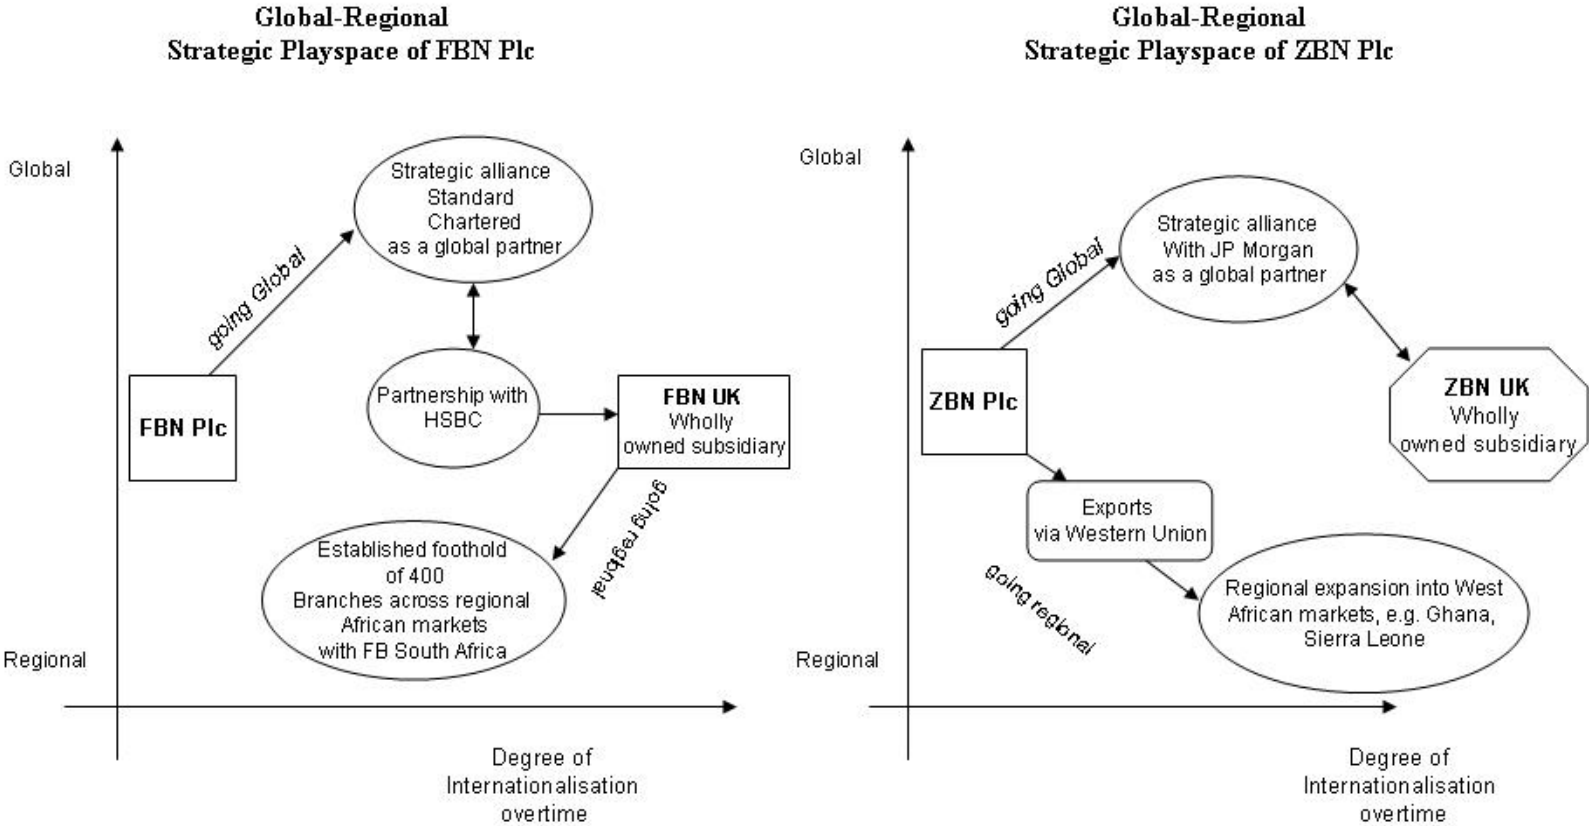 Global-Regional
Strategic Playspace of FBN Plc
Global
Strategic alliance
Standard
Chartered
as a global partner
going Global
FBN Plc
Partnership with
HSBC
FBN UK
Wholly
owned subsidiary
going regional
Established foothold
of 400
Branches across regional
African markets
with FB South Africa
Regional
Degree of
Internationalisation
overtime
Global-Regional
Strategic Playspace of ZBN Plc
Global
Strategic alliance
With JP Morgan
as a global partner
going Global
ZBN Plc
ZBN UK
Wholly
owned subsidiary
Exports
via Western Union
going regional
Regional expansion into West
African markets, e.g. Ghana,
Sierra Leone
Regional
Degree of
Internationalisation
overtime